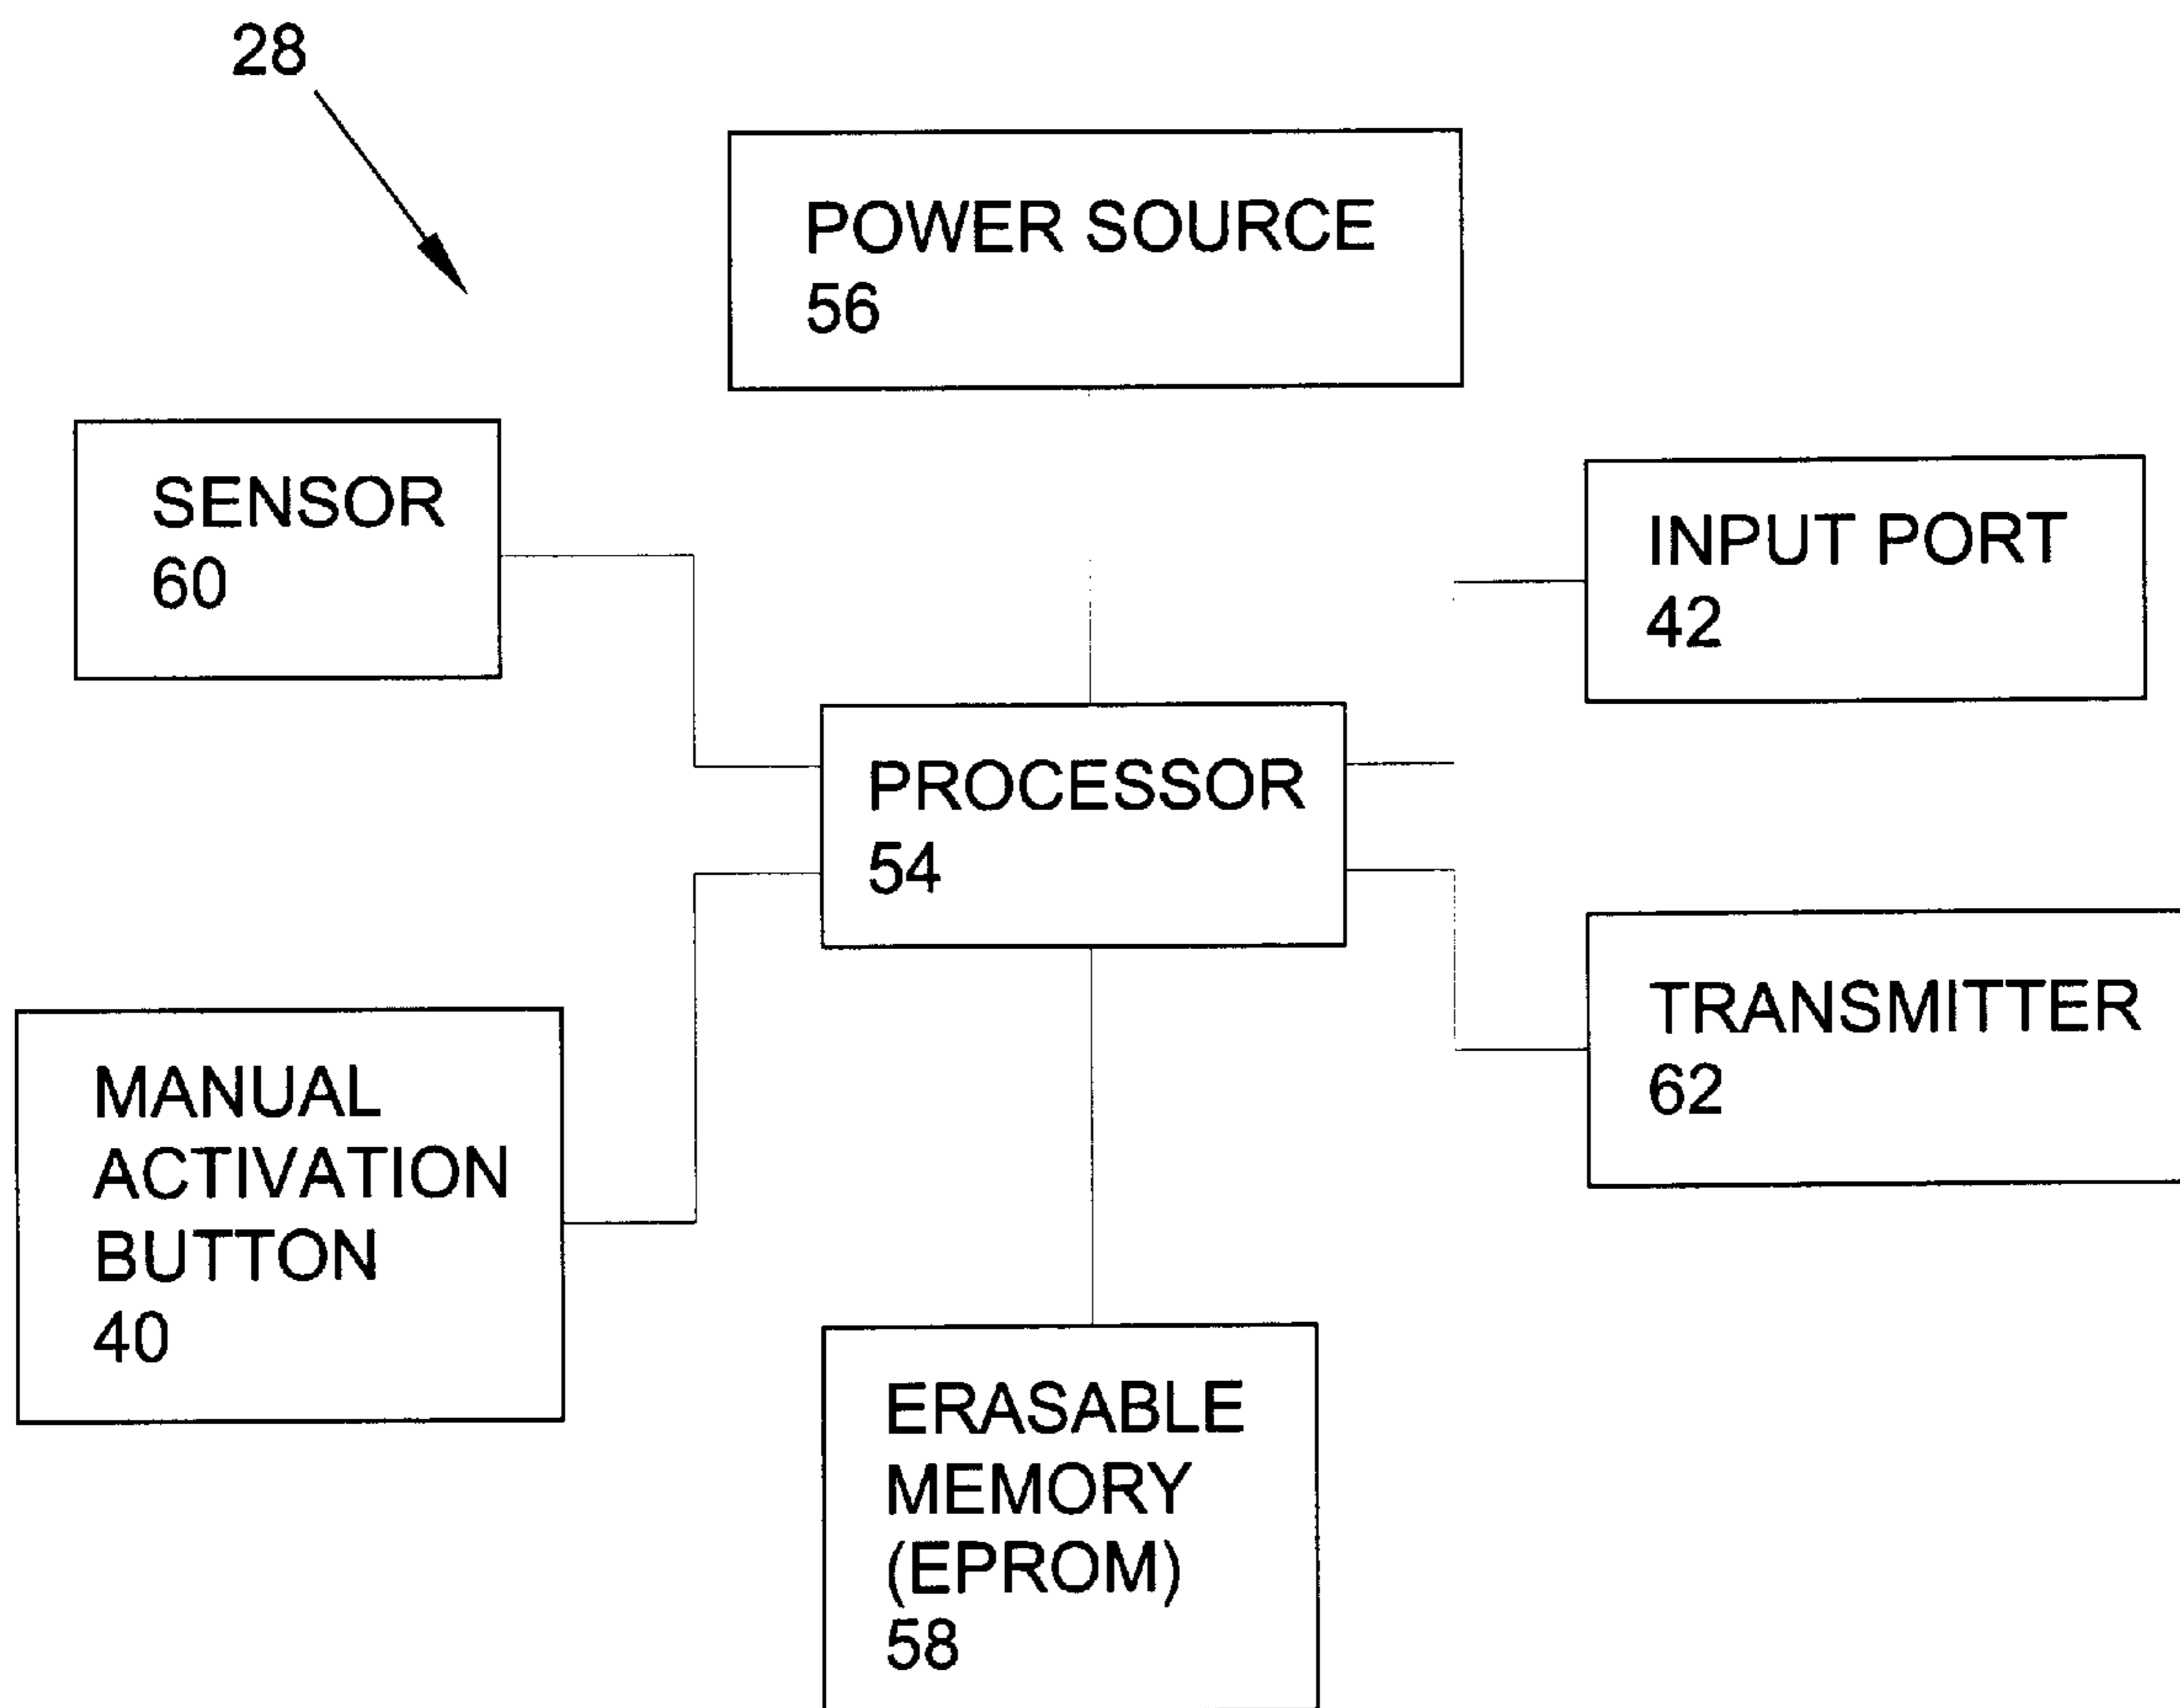 28
POWER SOURCE
56
SENSOR
60
INPUT PORT
42
PROCESSOR
54
TRANSMITTER
62
MANUAL
ACTIVATION
BUTTON
40
ERASABLE
MEMORY
(EPROM)
58